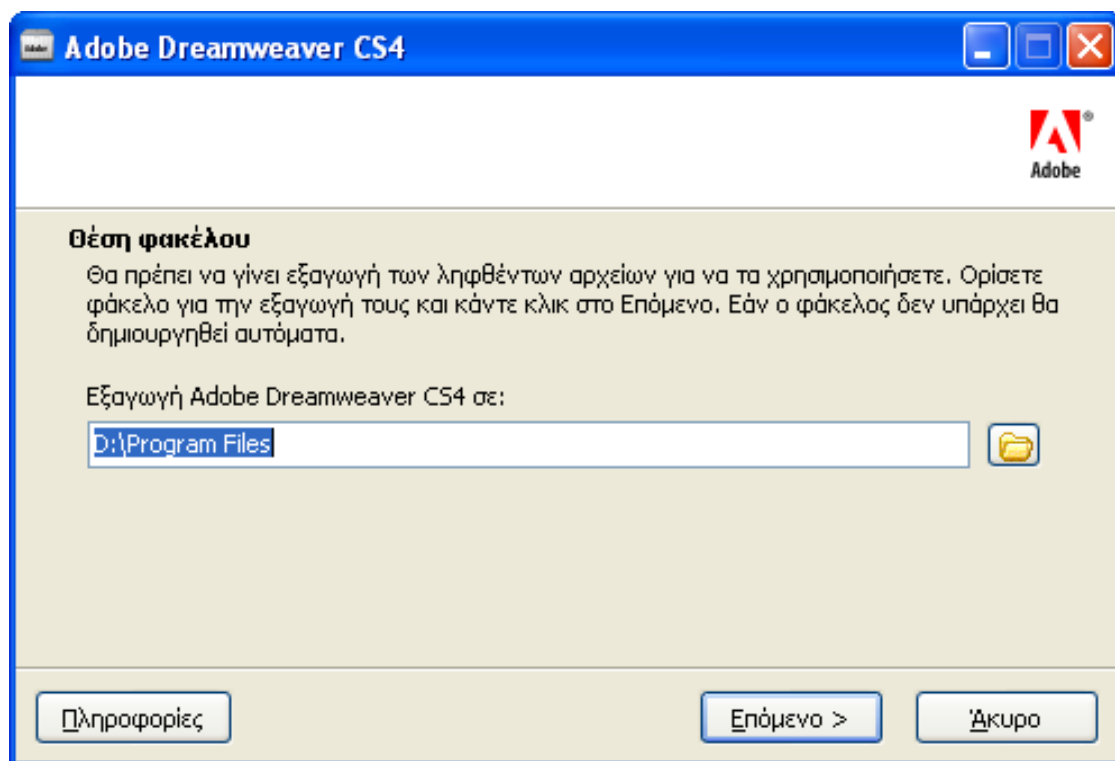 Adobe Dreamweaver CS4
Adobe
Θέση φακέλου
Θα πρέπει να γίνει εξαγωγή των ληφθέντων αρχείων για να τα χρησιμοποιήσετε. Ορίσετε
φάκελο για την εξαγωγή τους και κάντε κλικ στο Επόμενο. Εάν ο φάκελος δεν υπάρχει θα
δημιουργηθεί αυτόματα.
Εξαγωγή Adobe Dreamweaver CS4 σε:
D:\Program Files
Πληροφορίες Επόμενο > Άκυρο